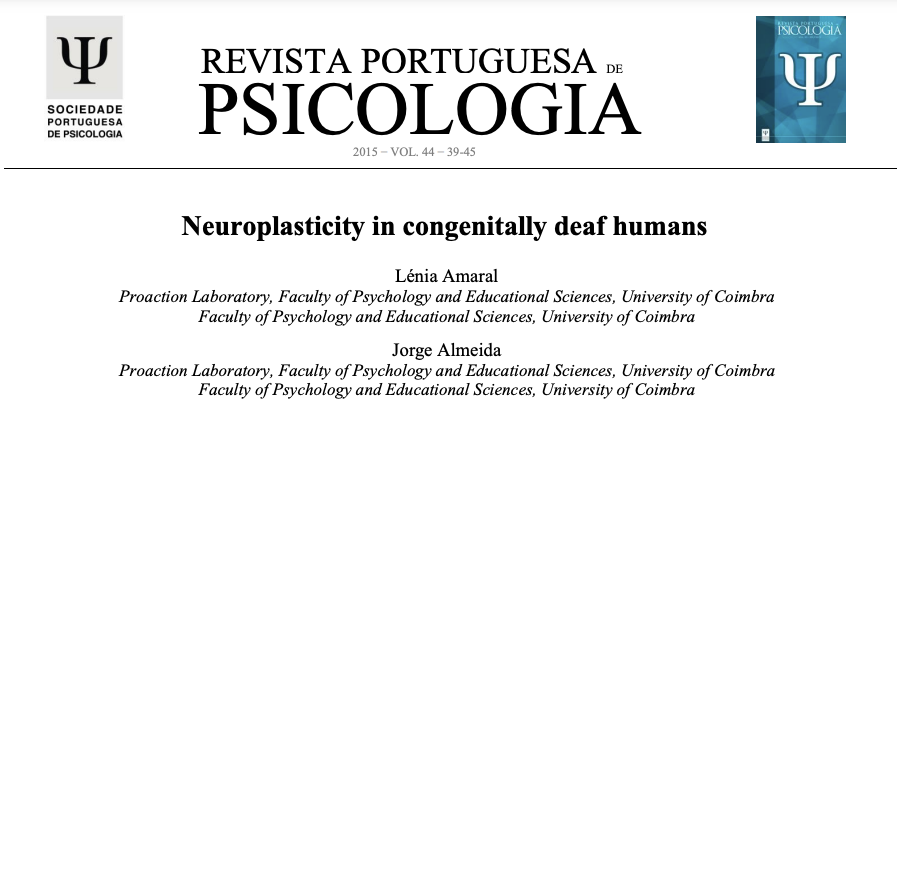 Ψ
SOCIEDADE
PORTUGUESA
DE PSICOLOGIA
REVISTA PORTUGUESA DE
PSICOLOGIA
2015 – VOL. 44 – 39-45
REVISTA PORTUGUESA DE
PSICOLOGIA
Ψ
Neuroplasticity in congenitally deaf humans
Lénia Amaral
Proaction Laboratory, Faculty of Psychology and Educational Sciences, University of Coimbra
Faculty of Psychology and Educational Sciences, University of Coimbra
Jorge Almeida
Proaction Laboratory, Faculty of Psychology and Educational Sciences, University of Coimbra
Faculty of Psychology and Educational Sciences, University of Coimbra